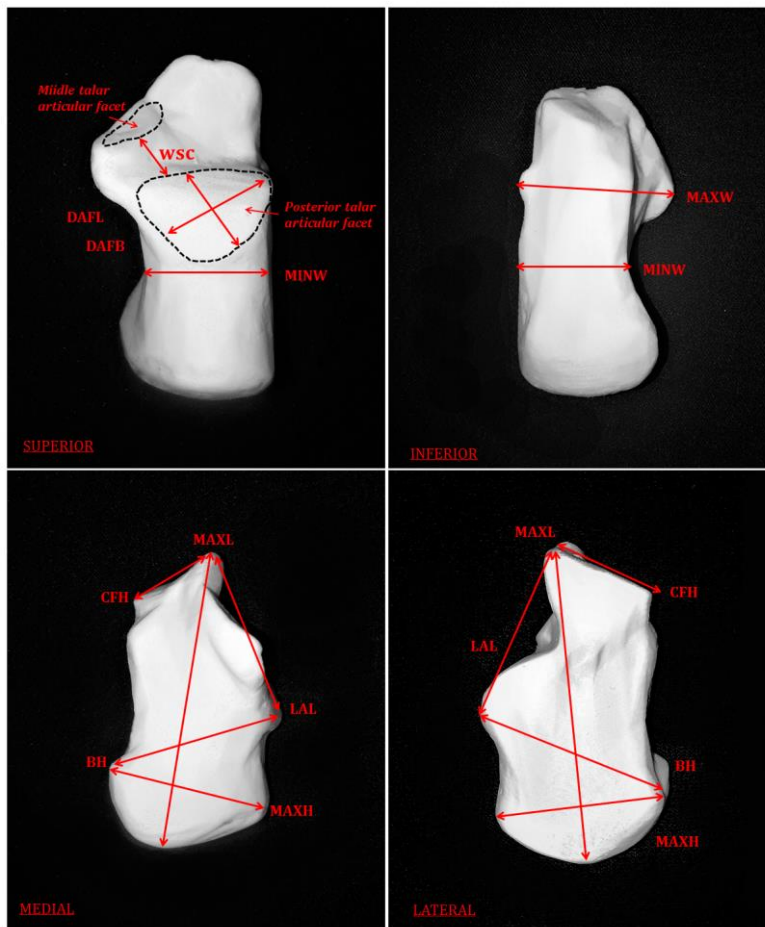 Miidle talar
articular facet
WSC
DAFL
Posterior talar
articular facet
DAFB
MINW
SUPERIOR
MAXW
MINW
INFERIOR
MAXL
CFH
LAL
BH
MAXH
MEDIAL
MAXL
CFH
LAL
BH
MAXH
LATERAL